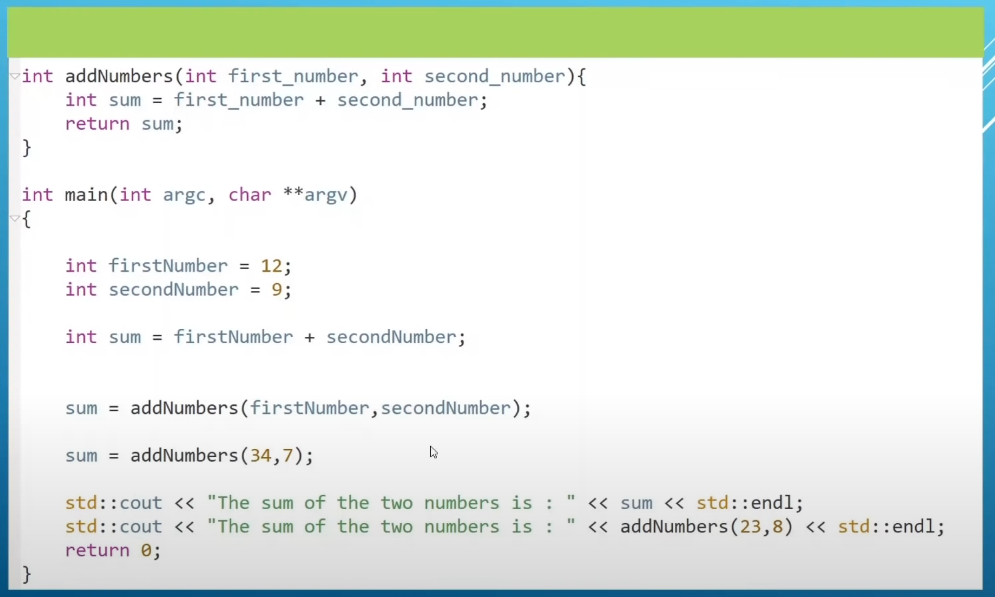 int addNumbers(int first_number, int second_number){
    int sum = first_number + second_number;
    return sum;
}
int main(int argc, char **argv)
{
    int firstNumber = 12;
    int secondNumber = 9;
    int sum = firstNumber + secondNumber;
    sum = addNumbers(firstNumber,secondNumber);
    sum = addNumbers(34,7);
    std::cout << "The sum of the two numbers is : " << sum << std::endl;
    std::cout << "The sum of the two numbers is : " << addNumbers(23,8) << std::endl;
    return 0;
}